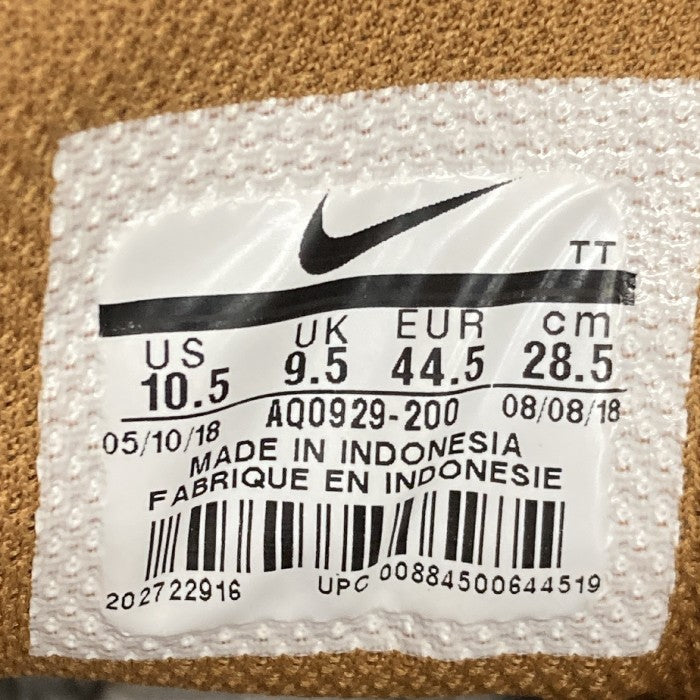 TT
US UK EUR cm
10.5 9.5 44.5 28.5
05/10/18 AQ0929-200 08/08/18
MADE IN INDONESIA
FABRIQUE EN INDONESIE
202722916 UPC 00884500644519